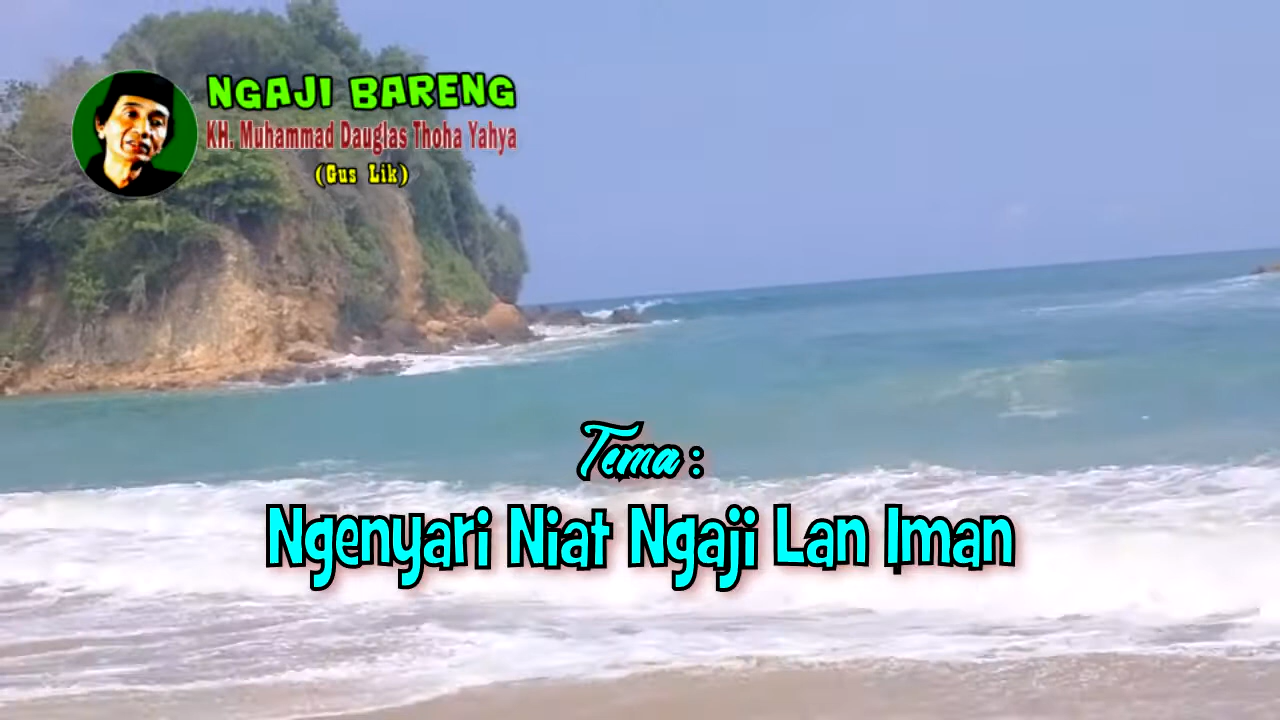 NGAJI BARENG
KH. Muhammad Dauglas Thoha Yahya
(Gus Lik)
Tema :
Ngenyari Niat Ngaji Lan Iman